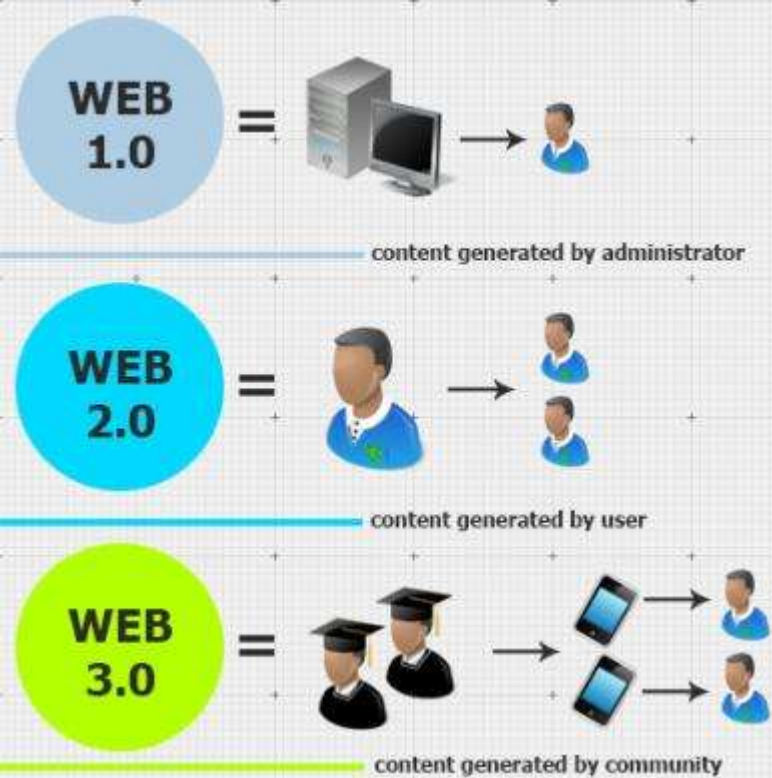 WEB
1.0
=
content generated by administrator
WEB
2.0
=
content generated by user
WEB
3.0
=
content generated by community